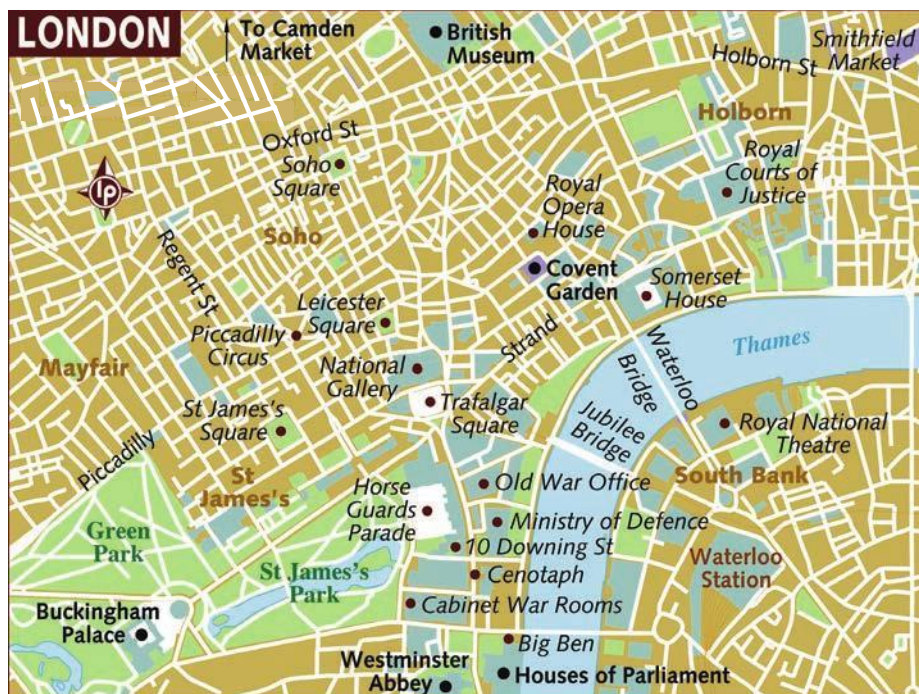 LONDON
To Camden
Market
British
Museum
Smithfield
Market
Holborn St
Holborn
Oxford St
Soho
Square
Royal
Courts of
Justice
lp
Royal
Opera
House
Regent St
Soho
Covent
Garden
Somerset
House
Leicester
Square
Piccadilly
Circus
Strand
Waterloo
Bridge
Thames
Mayfair
National
Gallery
St James's
Square
Trafalgar
Square
Jubilee
Bridge
Royal National
Theatre
Piccadilly
St
James's
South Bank
Old War Office
Horse
Guards
Parade
Green
Park
Ministry of Defence
10 Downing St
Waterloo
Station
St James's
Park
Cenotaph
Cabinet War Rooms
Buckingham
Palace
Big Ben
Westminster
Abbey
Houses of Parliament